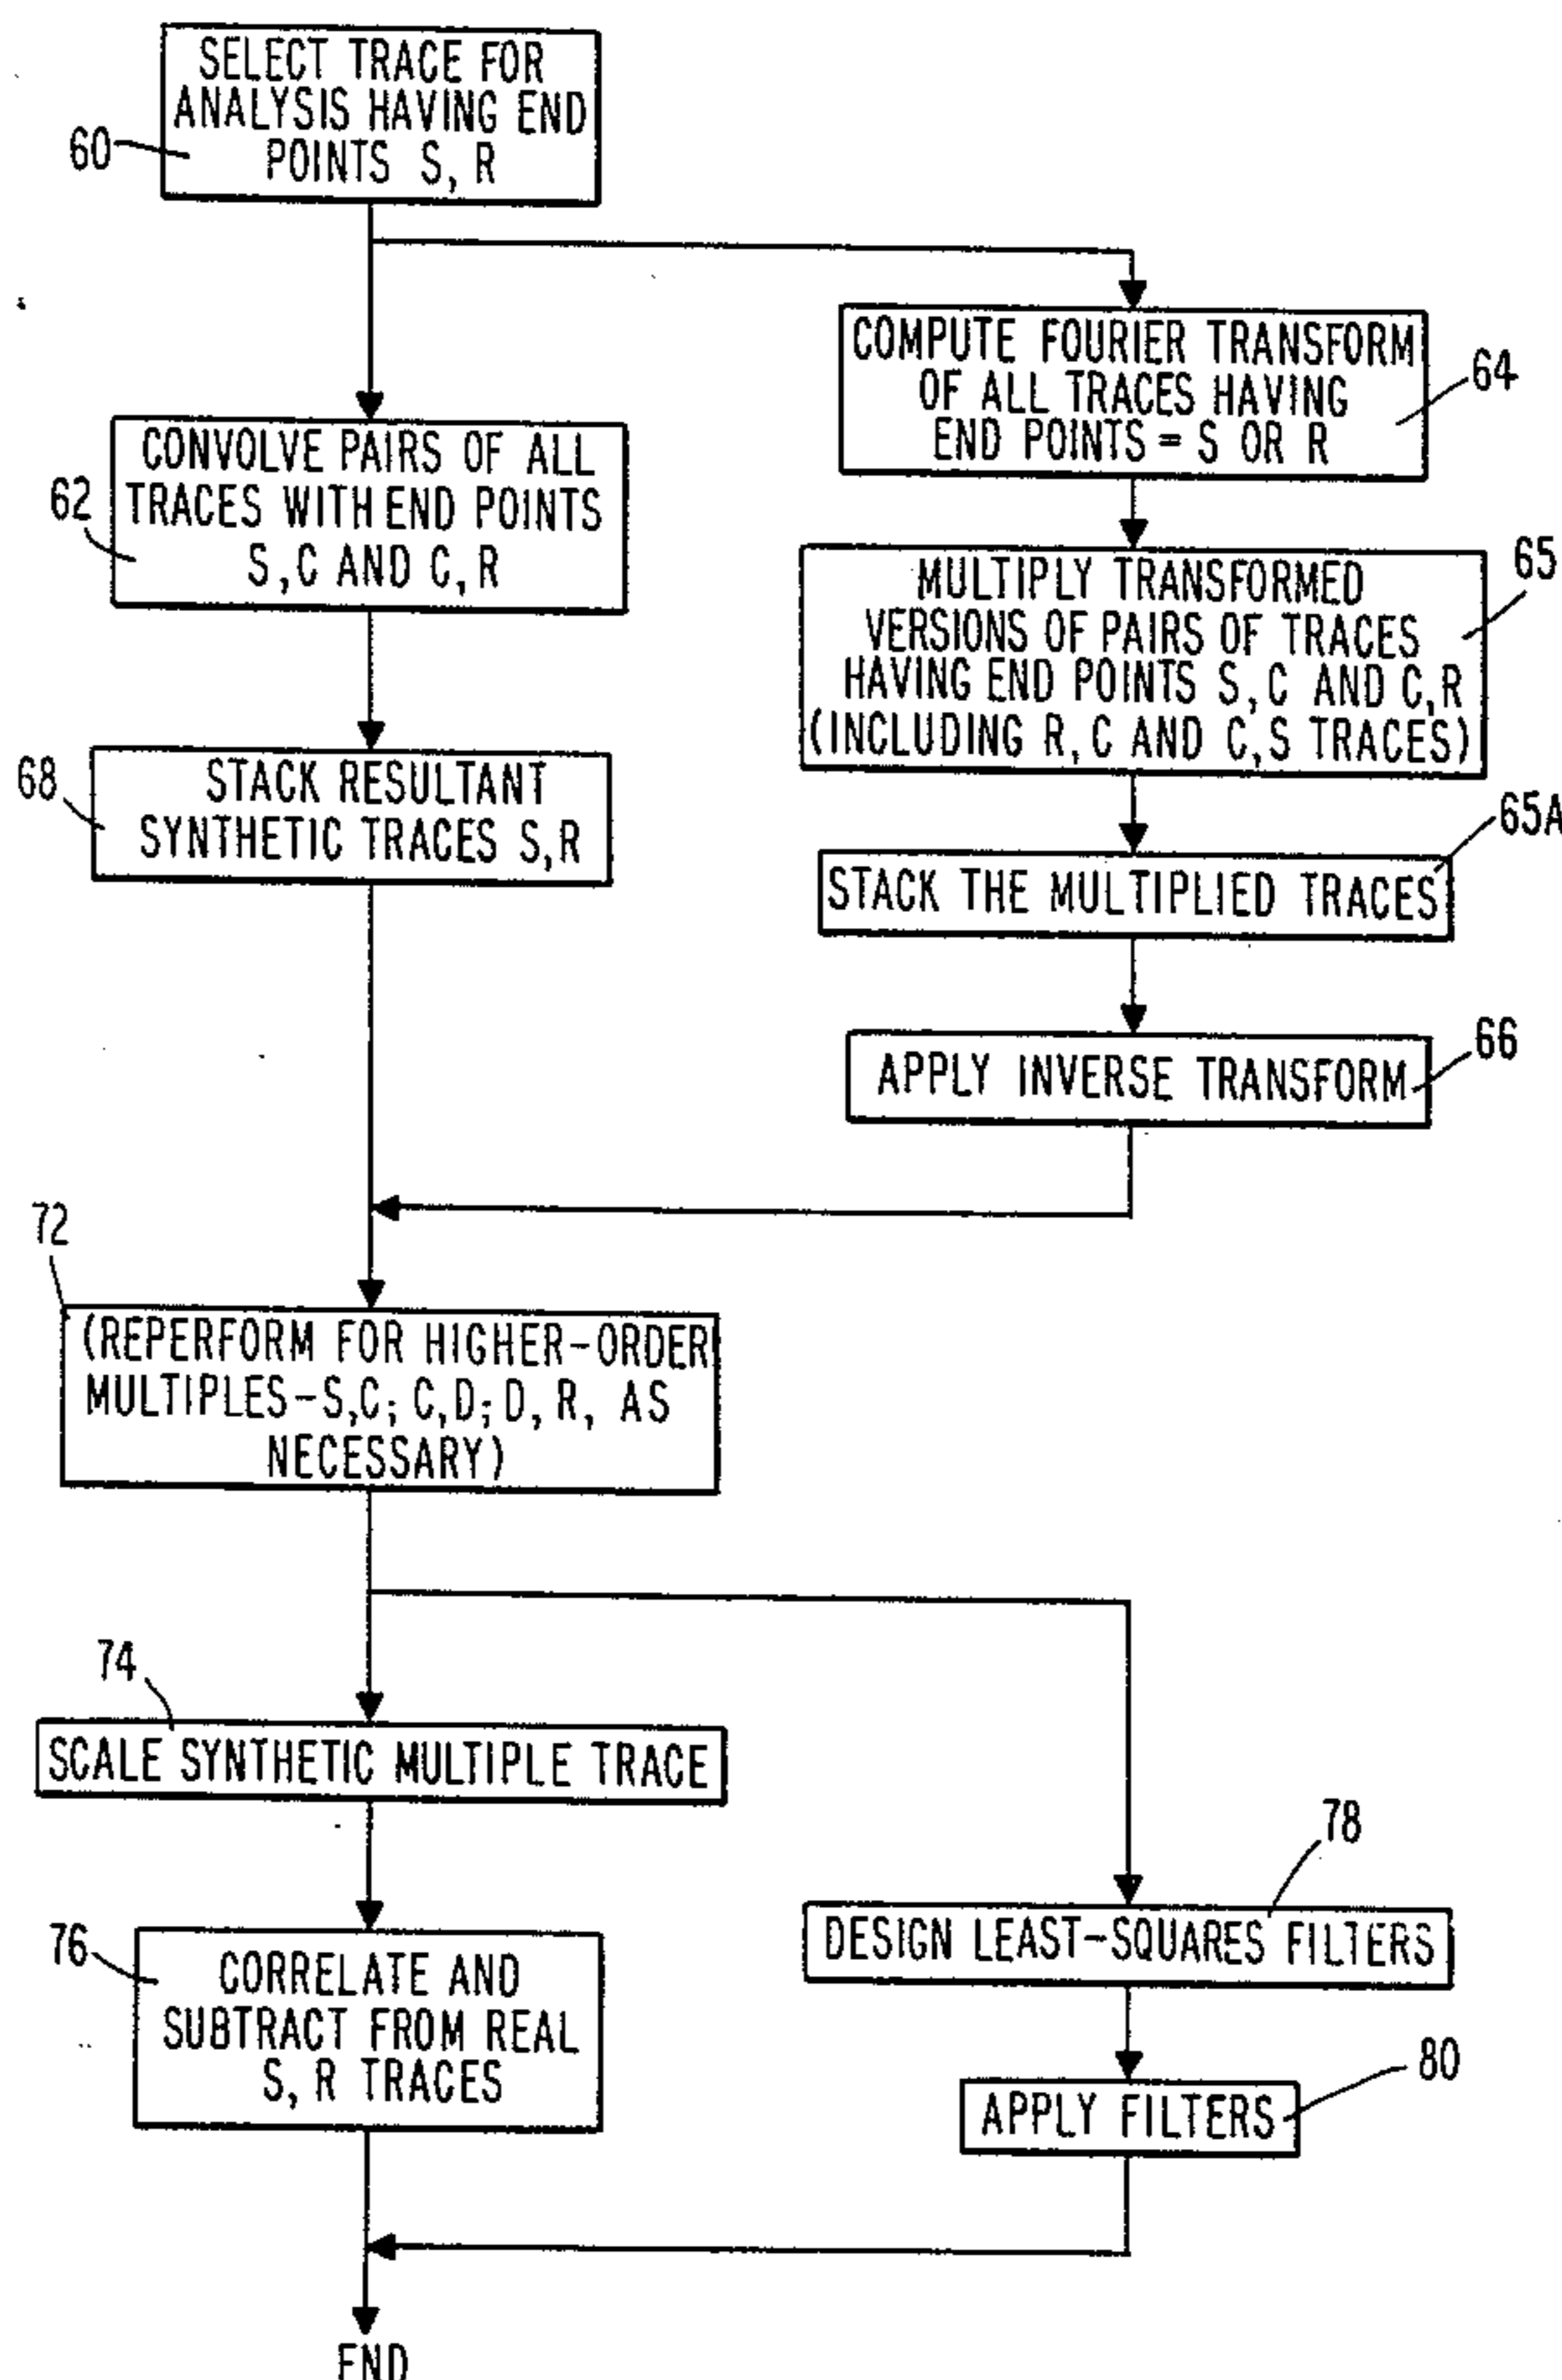 SELECT TRACE FOR
ANALYSIS HAVING END
POINTS S, R
60
COMPUTE FOURIER TRANSFORM
OF ALL TRACES HAVING
END POINTS = S OR R
64
CONVOLVE PAIRS OF ALL
TRACES WITH END POINTS
S,C AND C,R
62
MULTIPLY TRANSFORMED
VERSIONS OF PAIRS OF TRACES
HAVING END POINTS S,C AND C,R
(INCLUDING R,C AND C,S TRACES)
65
STACK RESULTANT
SYNTHETIC TRACES S,R
68
STACK THE MULTIPLIED TRACES
65A
APPLY INVERSE TRANSFORM
66
72
(REPERFORM FOR HIGHER-ORDER
MULTIPLES-S,C; C,D; D, R, AS
NECESSARY)
74
SCALE SYNTHETIC MULTIPLE TRACE
78
DESIGN LEAST-SQUARES FILTERS
76
CORRELATE AND
SUBTRACT FROM REAL
S, R TRACES
80
APPLY FILTERS
END